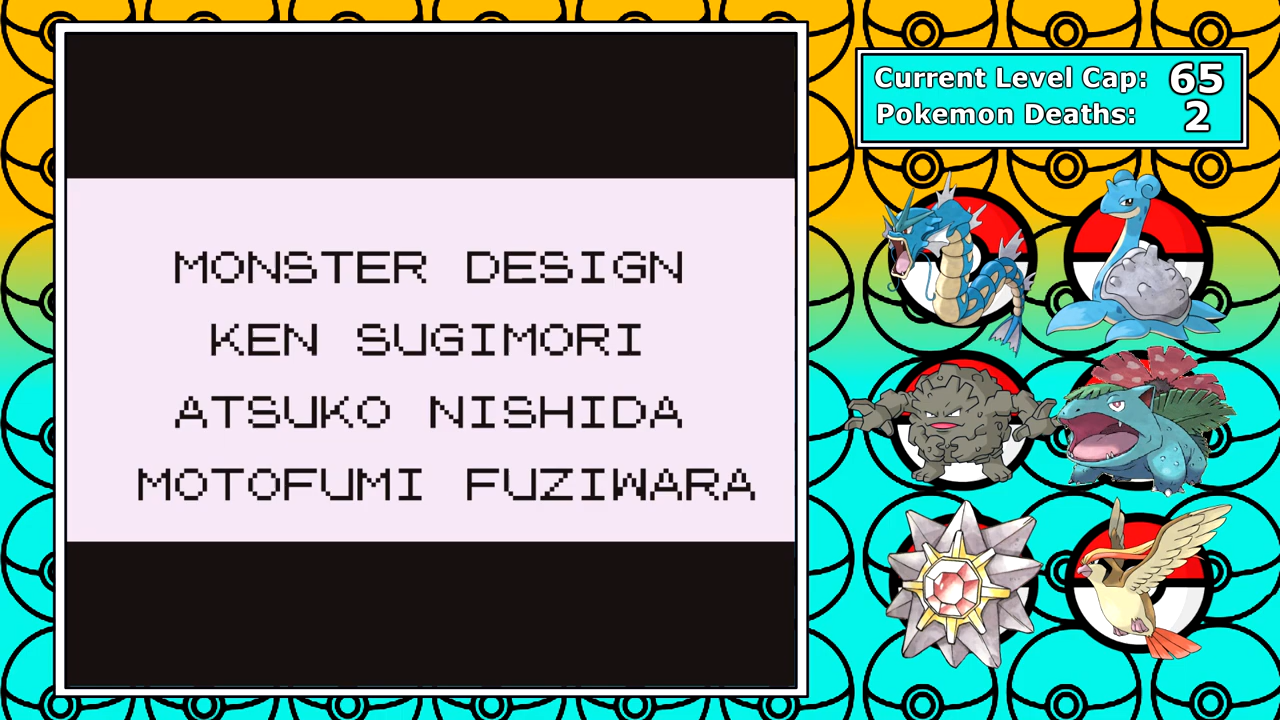 MONSTER DESIGN
KEN SUGIMORI
ATSUKO NISHIDA
MOTOFUMI FUZIWARA
Current Level Cap: 65
Pokemon Deaths: 2